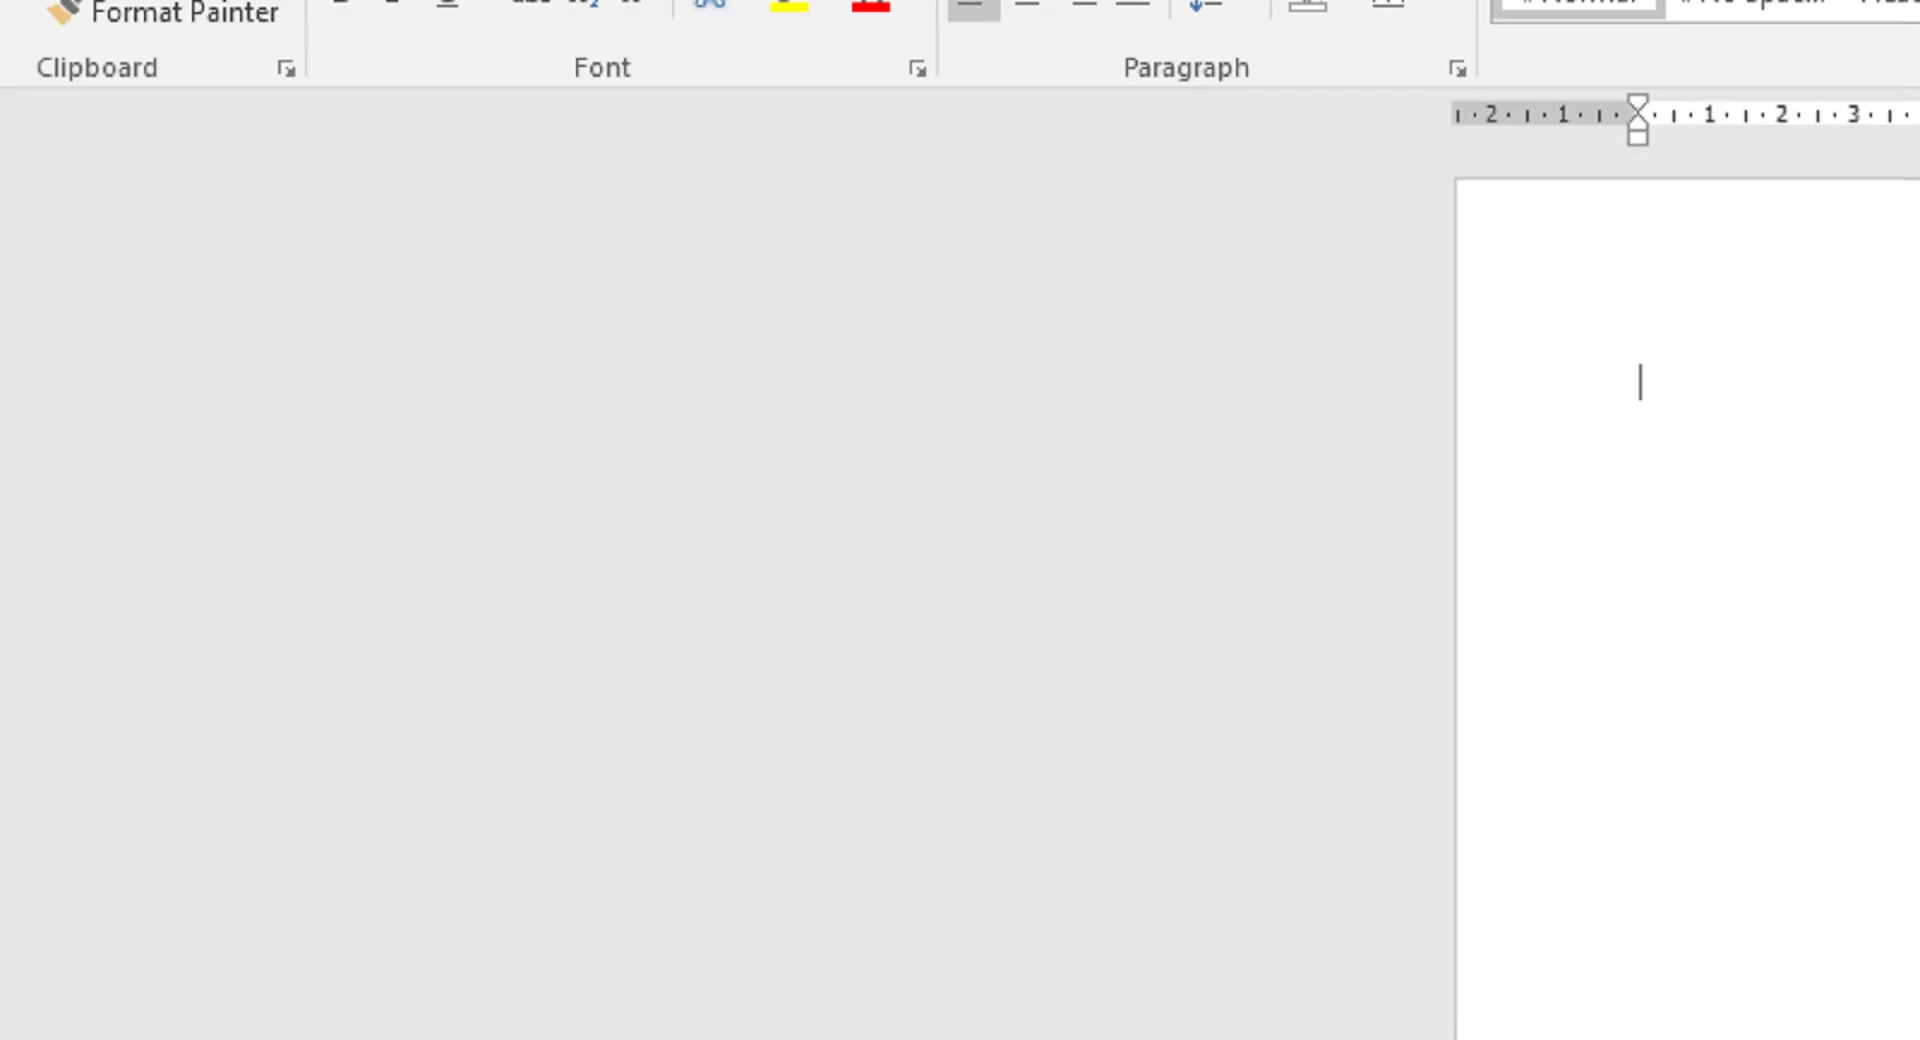 Format Painter
Clipboard
Font
Paragraph
2 1 1 2 3